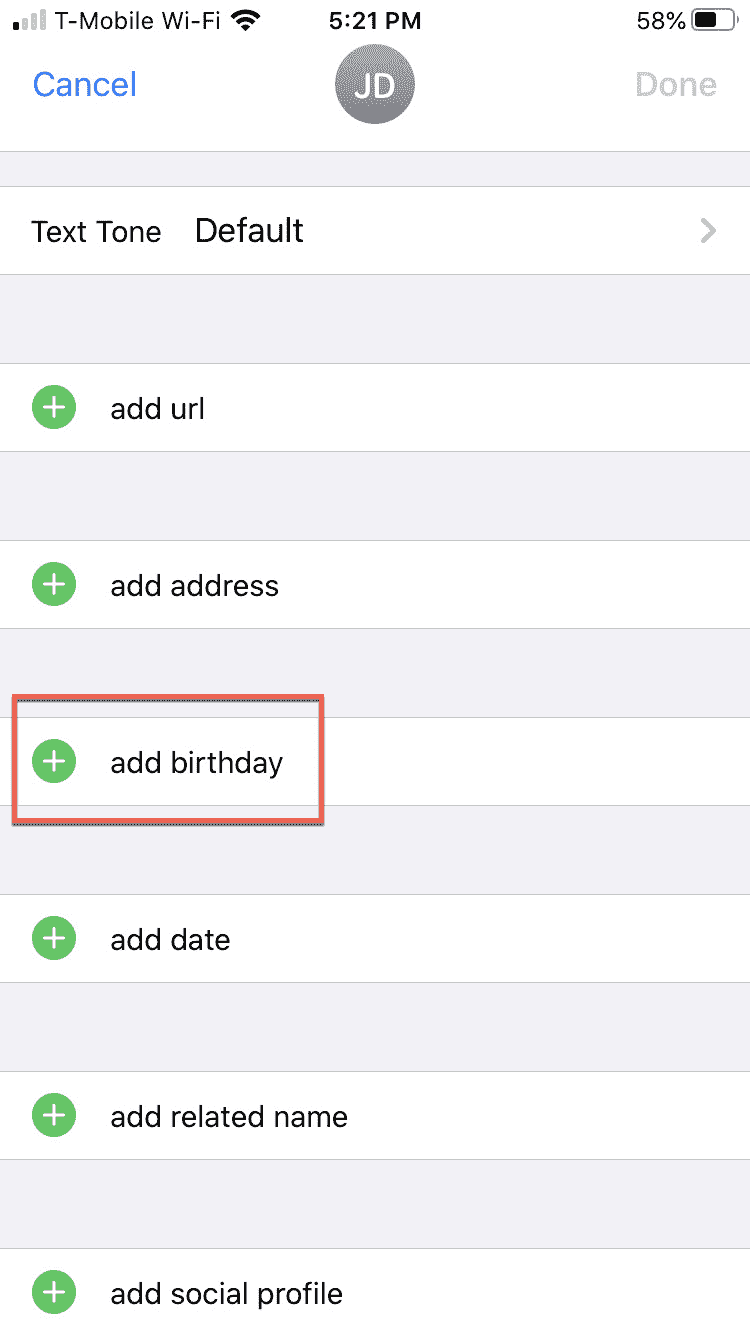 T-Mobile Wi-Fi 5:21 PM 58%
Cancel JD Done
Text Tone Default
add url
add address
add birthday
add date
add related name
add social profile